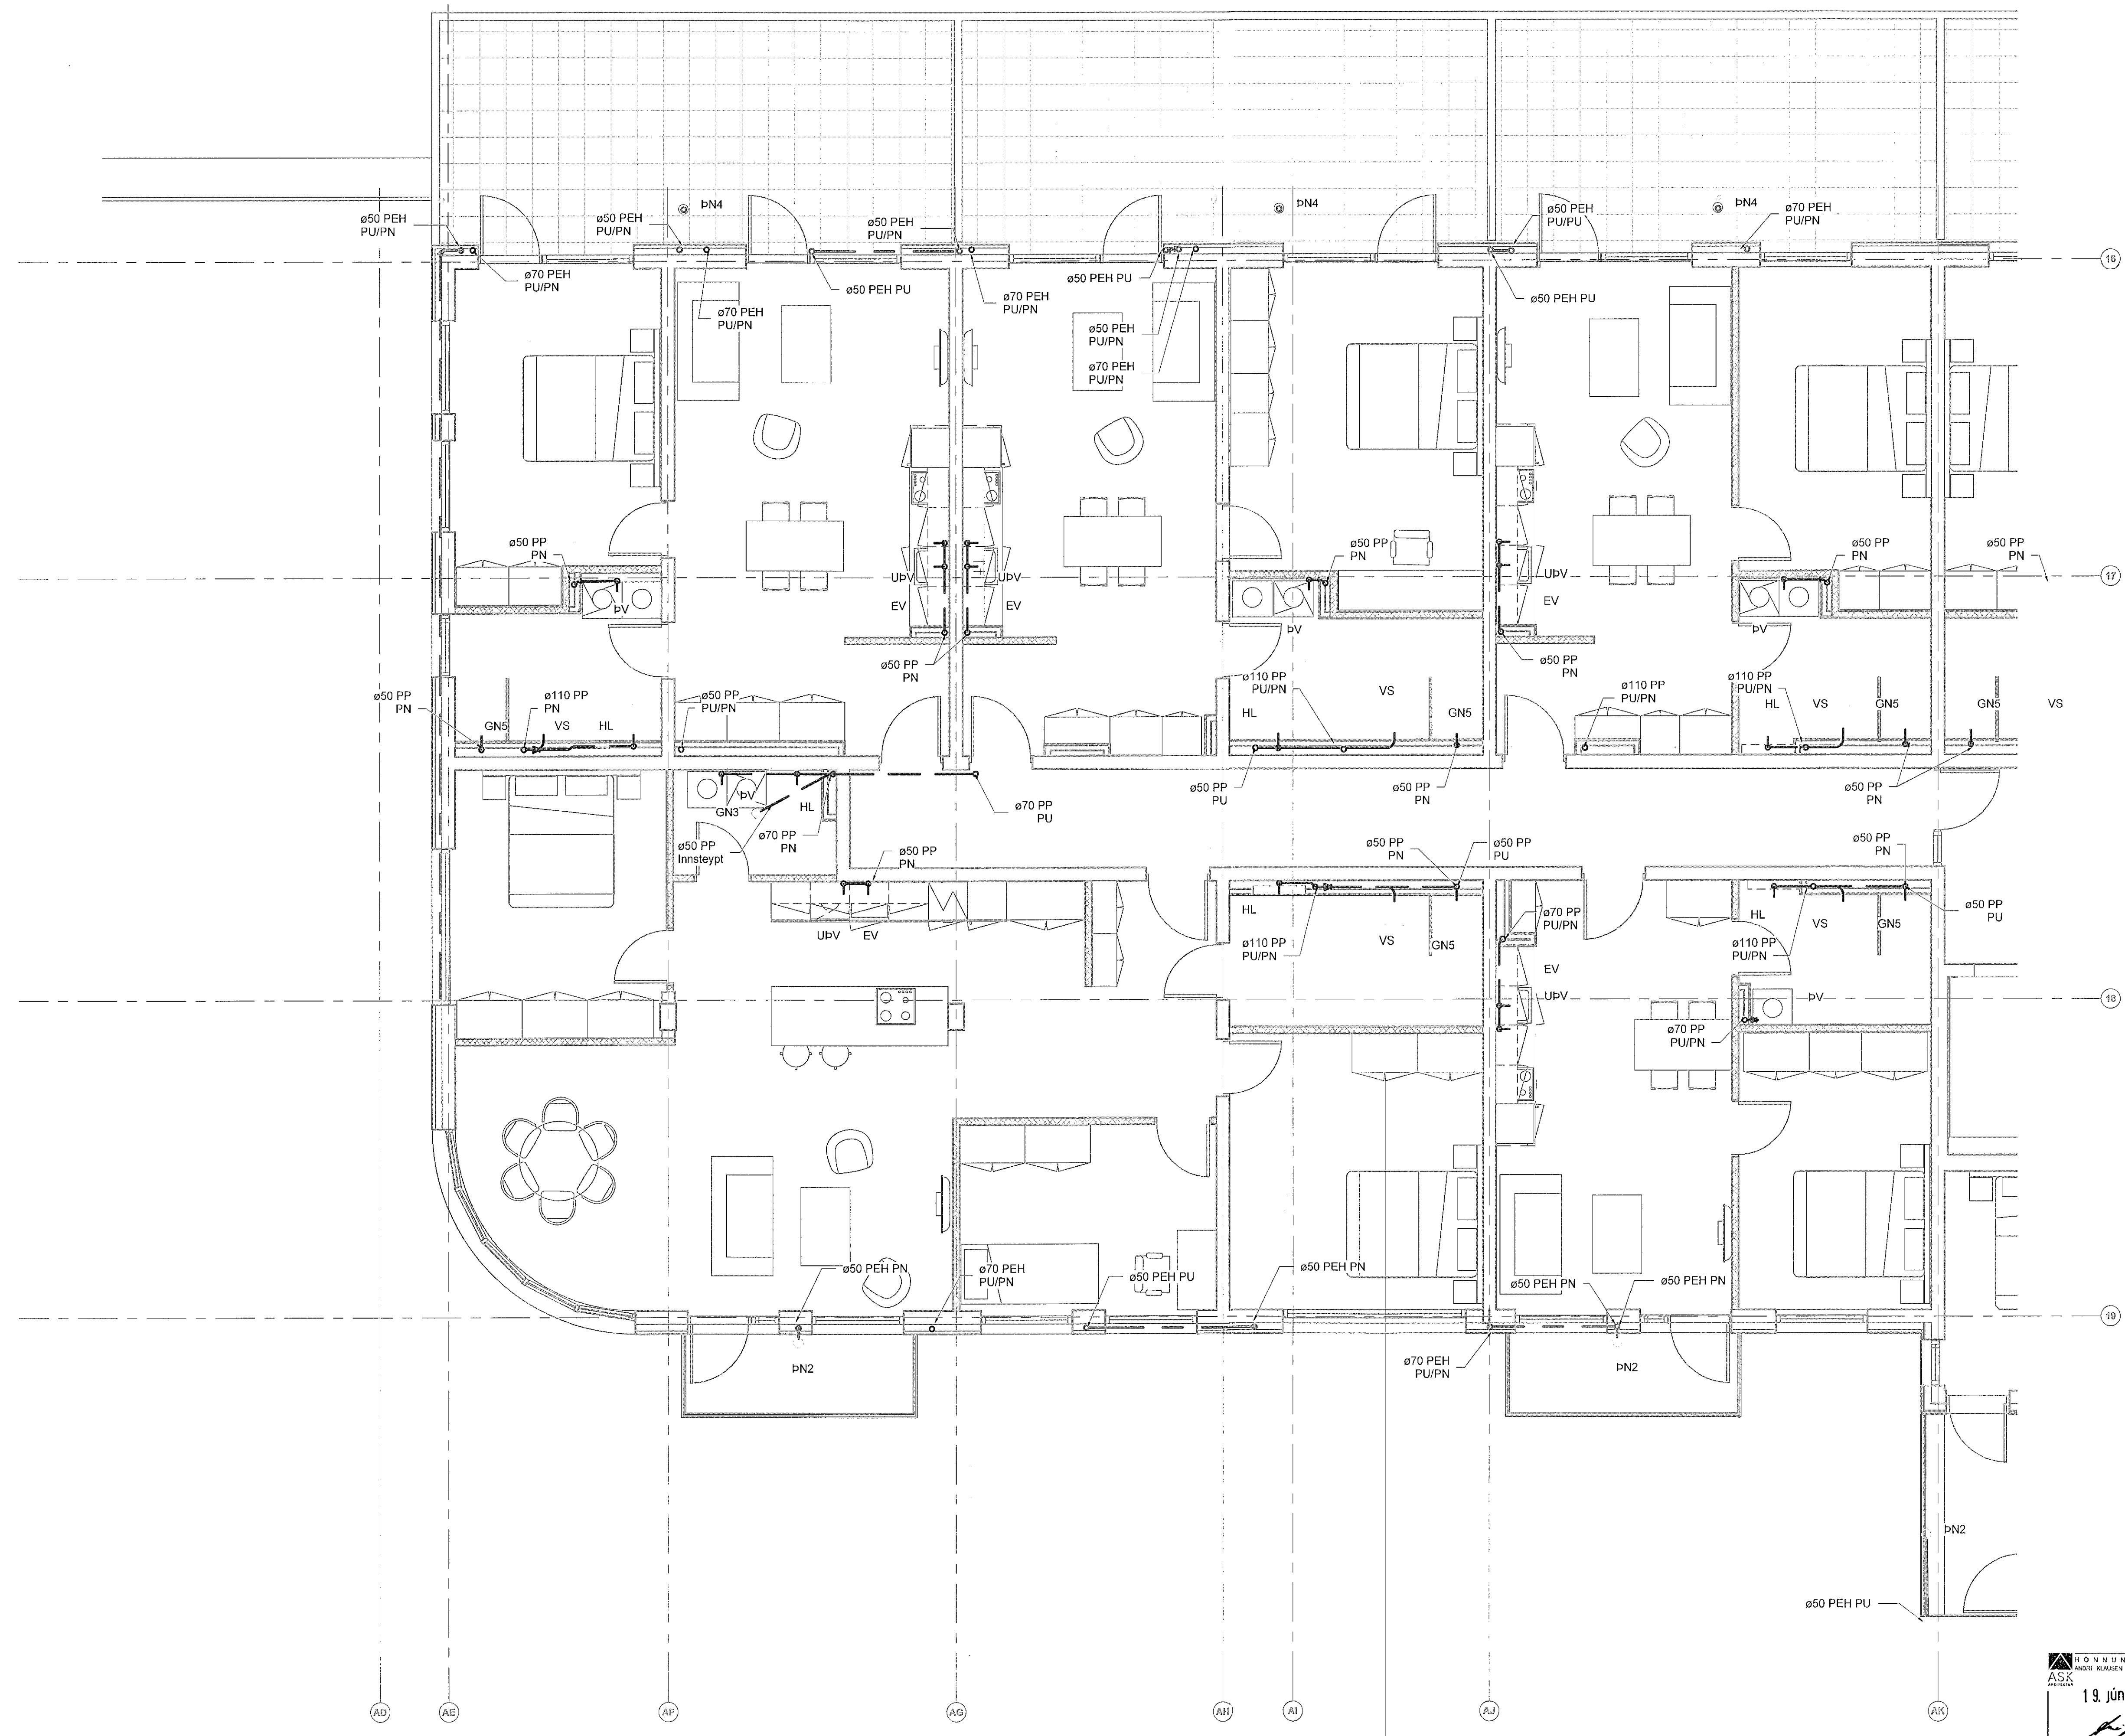 ÞN4
ÞN4
ÞN4
ø50 PEH
PU/PN
ø50 PEH
PU/PN
ø50 PEH
PU/PN
ø50 PEH
PU/PU
ø70 PEH
PU/PN
16
ø70 PEH
PU/PN
ø50 PEH PU
ø50 PEH PU
ø70 PEH
PU/PN
ø70 PEH
PU/PN
ø50 PEH PU
ø50 PEH
PU/PN
ø70 PEH
PU/PN
ø50 PP
PN
ø50 PP
PN
ø50 PP
PN
ø50 PP
PN
17
UÞV
UÞV
UÞV
ÞV
EV
EV
EV
ÞV
ÞV
ø50 PP
PN
ø50 PP
PN
ø50 PP
PN
ø110 PP
PN
ø50 PP
PU/PN
ø110 PP
PU/PN
ø110 PP
PU/PN
ø110 PP
PU/PN
GN5
VS
HL
HL
VS
GN5
HL
VS
GN5
GN5
VS
ø50 PP
PU
ø50 PP
PN
ø50 PP
PN
ÞV
GN3
HL
ø70 PP
PU
ø70 PP
PN
ø50 PP
Innsteypt
ø50 PP
PN
ø50 PP
PN
ø50 PP
PU
ø50 PP
PN
UÞV
EV
HL
VS
GN5
ø110 PP
PU/PN
ø70 PP
PU/PN
HL
VS
GN5
ø50 PP
PU
ø110 PP
PU/PN
EV
UÞV
ÞV
18
ø70 PP
PU/PN
ø50 PEH PN
ø70 PEH
PU/PN
ø50 PEH PU
ø50 PEH PN
ø50 PEH PN
ø50 PEH PN
19
ÞN2
ø70 PEH
PU/PN
ÞN2
ÞN2
ø50 PEH PU
HÖNNUN
ANDRI KLAUSEN
ASK
ARKITEKTAR
19. jún
AD
AE
AF
AG
AH
AI
AJ
AK